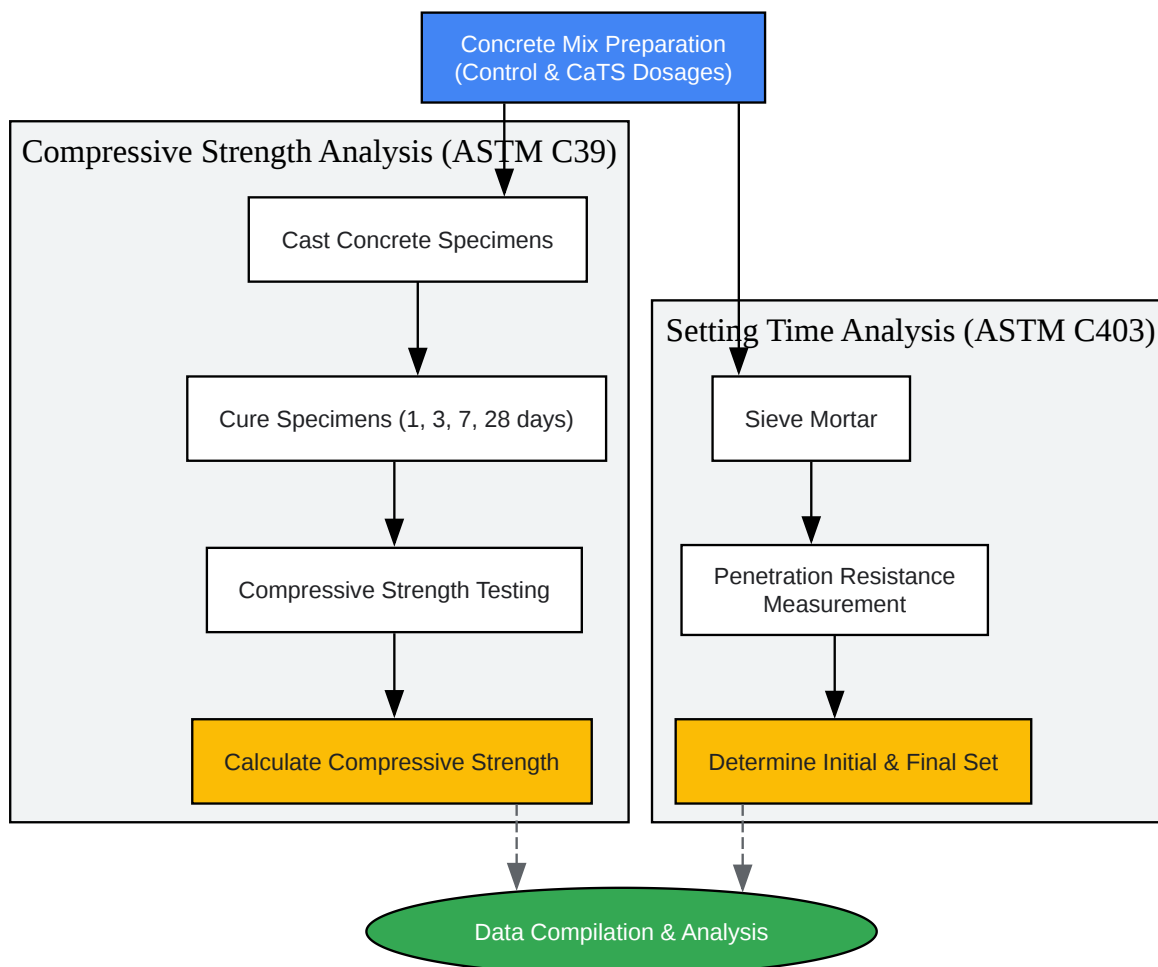 Concrete Mix Preparation
(Control & CaTS Dosages)
Compressive Strength Analysis (ASTM C39)
Cast Concrete Specimens
Cure Specimens (1, 3, 7, 28 days)
Compressive Strength Testing
Calculate Compressive Strength
Setting Time Analysis (ASTM C403)
Sieve Mortar
Penetration Resistance
Measurement
Determine Initial & Final Set
Data Compilation & Analysis